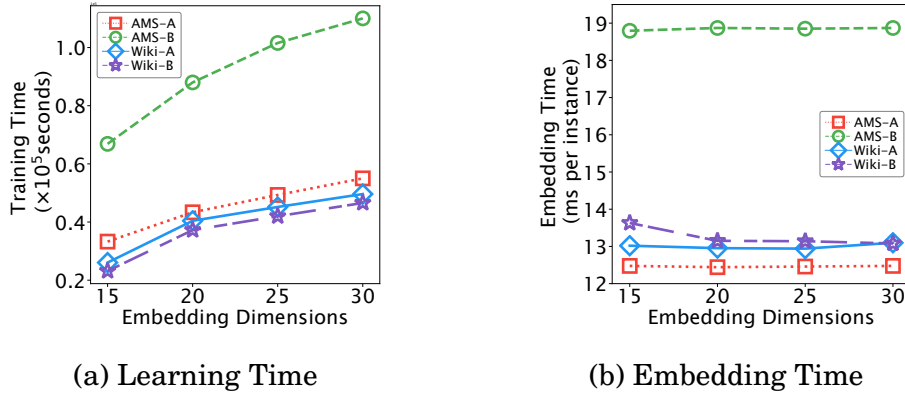 AMS-A
AMS-B
Wiki-A
Wiki-B
1.0
0.8
0.6
0.4
0.2
Training Time
(×10⁵seconds)
15 20 25 30
Embedding Dimensions
(a) Learning Time
19
18
17
16
15
14
13
12
Embedding Time
(ms per instance)
AMS-A
AMS-B
Wiki-A
Wiki-B
15 20 25 30
Embedding Dimensions
(b) Embedding Time